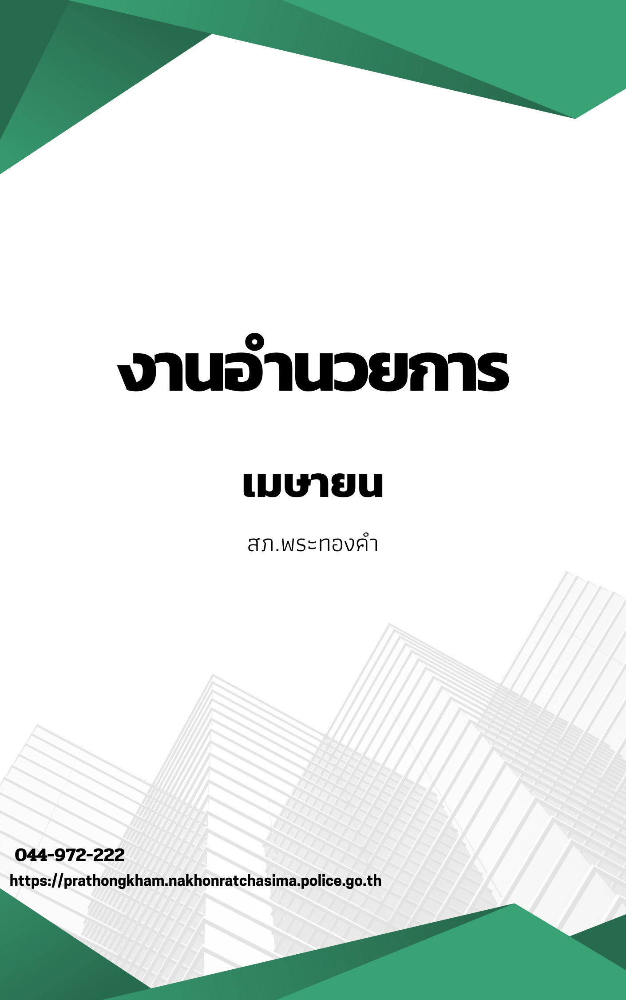 งานอำนวยการ
เมษายน
สภ.พระทองคำ
044-972-222
https://prathongkham.nakhonratchasima.police.go.th